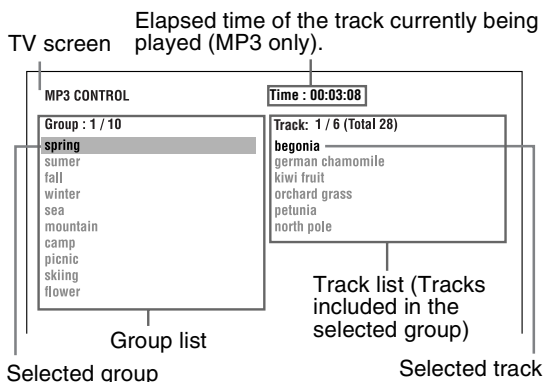 Elapsed time of the track currently being
played (MP3 only).
TV screen
MP3 CONTROL
Time : 00:03:08
Group : 1 / 10
spring
sumer
fall
winter
sea
mountain
camp
picnic
skiing
flower
Track: 1 / 6 (Total 28)
begonia
german chamomile
kiwi fruit
orchard grass
petunia
north pole
Track list (Tracks
included in the
selected group)
Group list
Selected group
Selected track